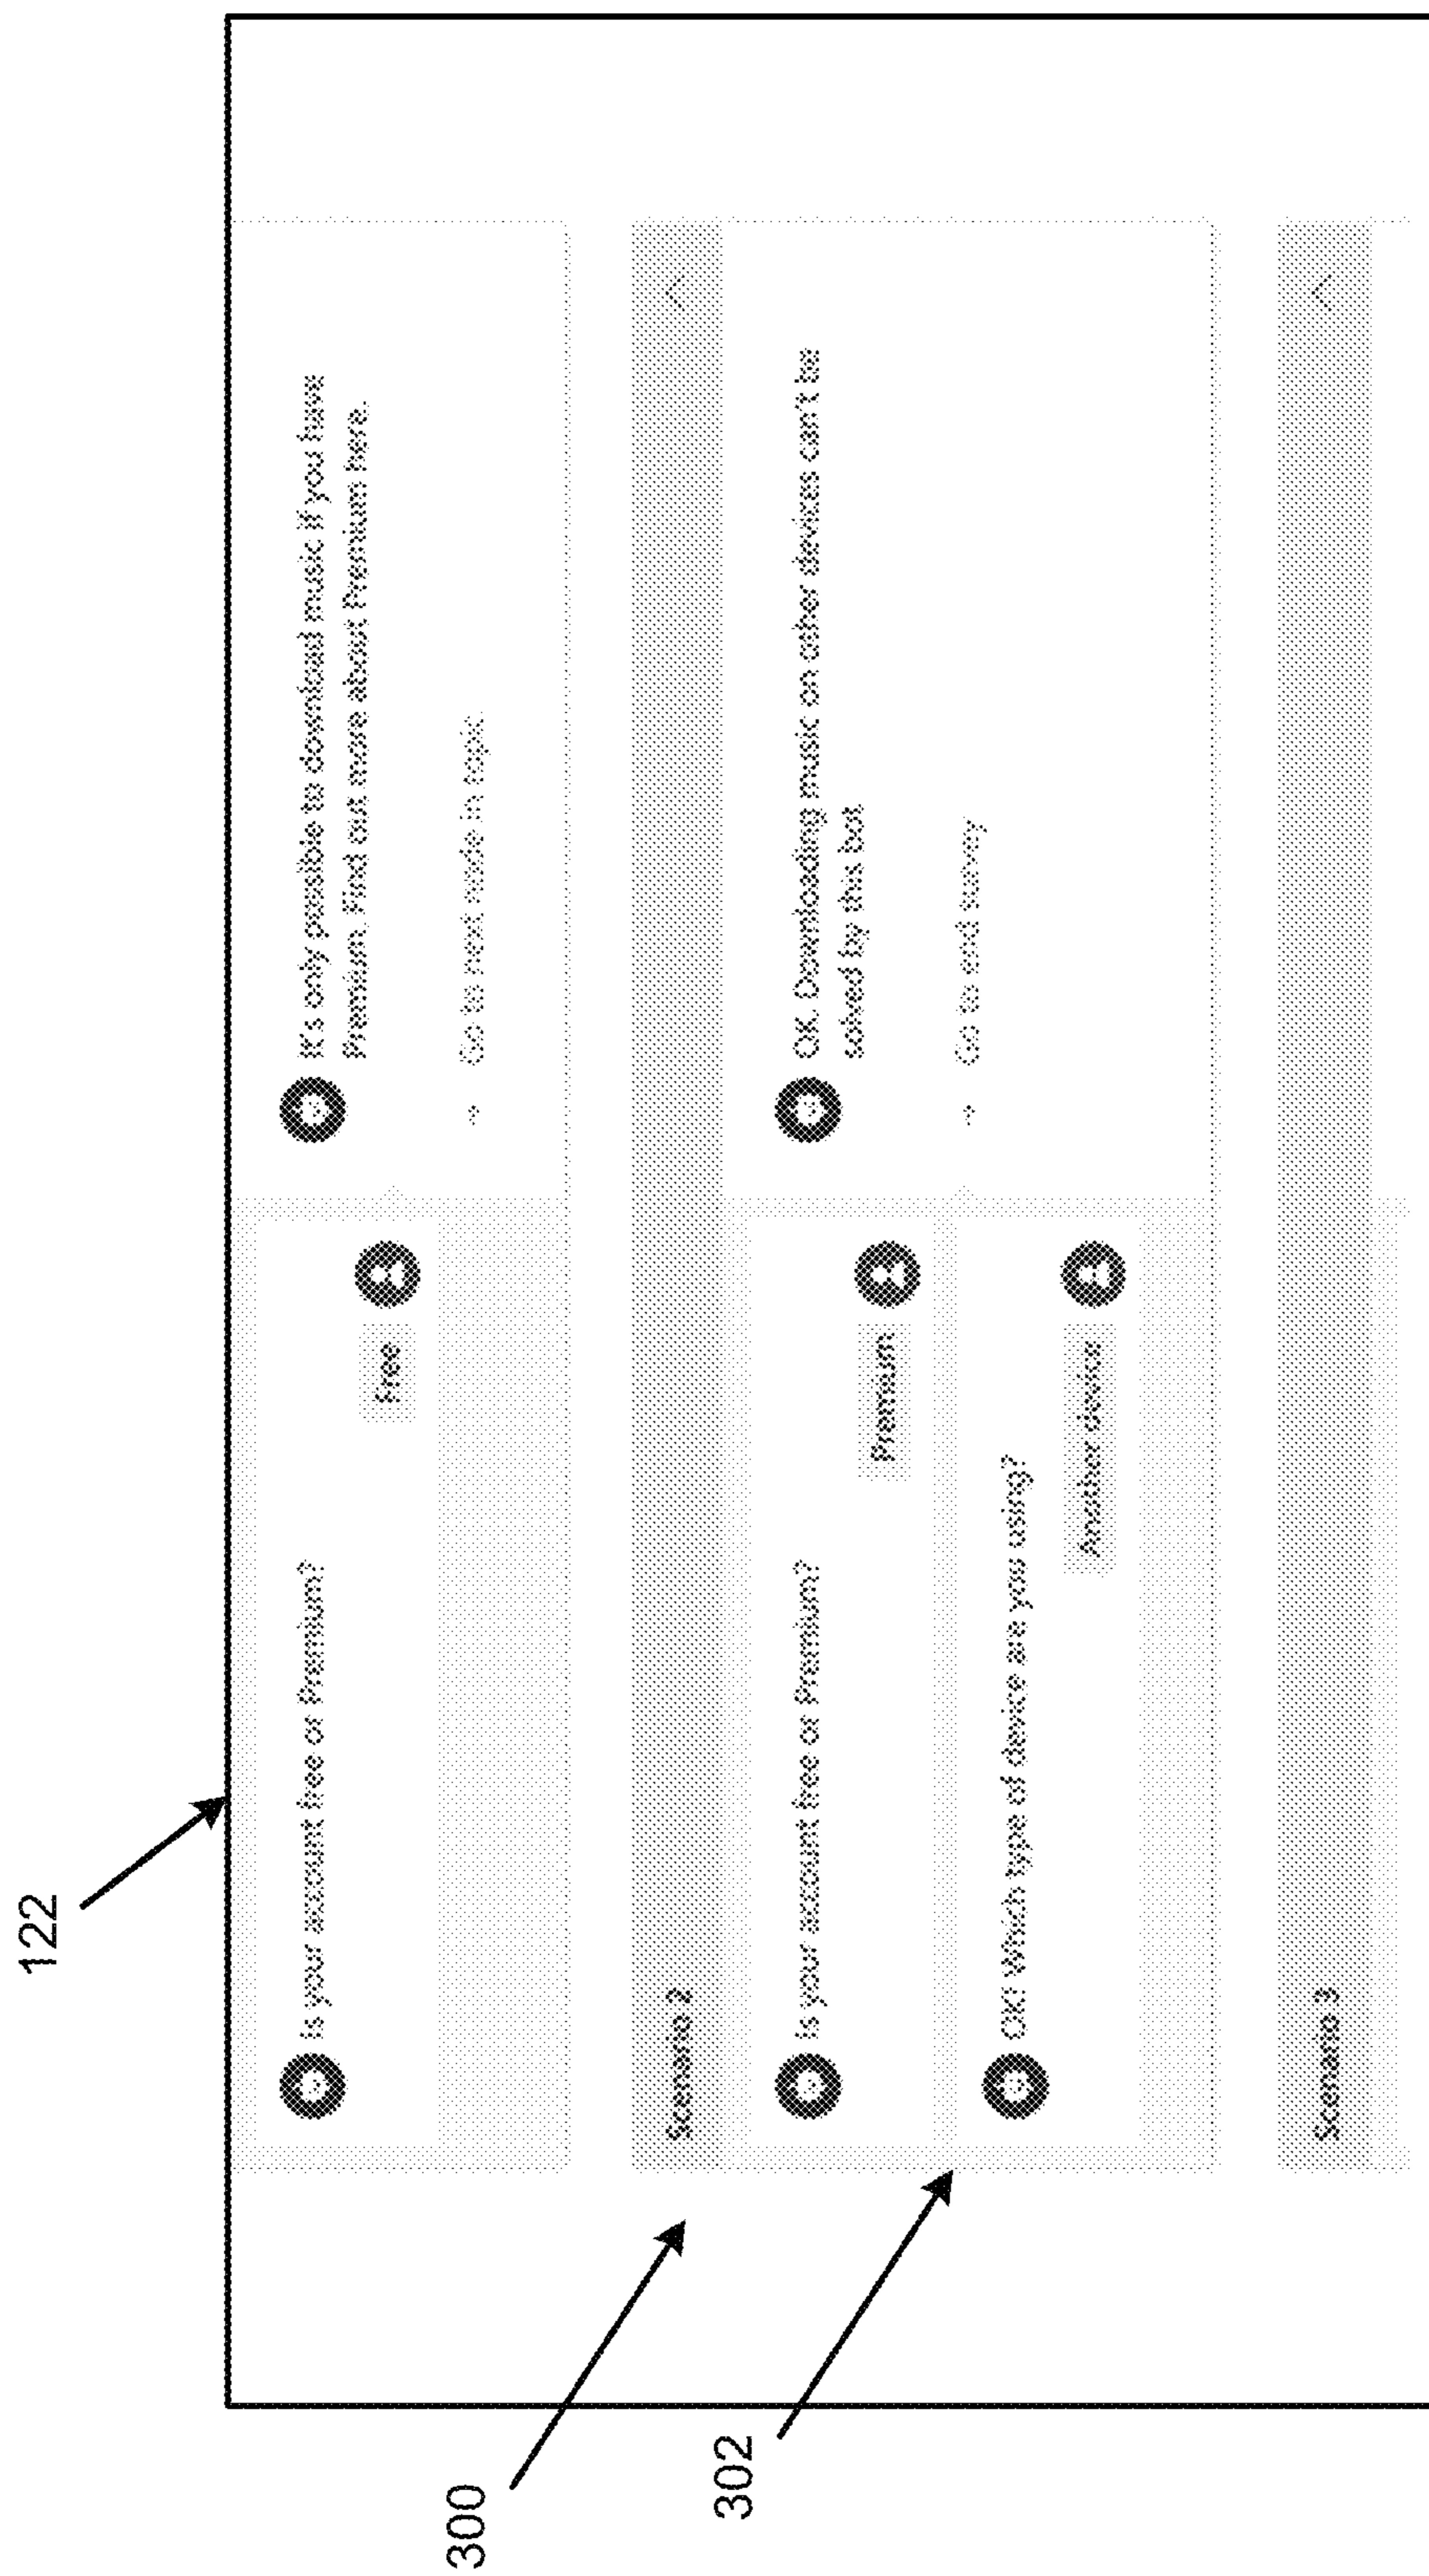 122
Is your account free or Premium?
Free
It's only possible to download music if you have
Premium. Find out more about Premium here.
Go to next node in topic.
300
Scenario 2
302
Is your account free or Premium?
Premium
OK! Which type of device are you using?
Another device
OK. Downloading music on other devices can't be
solved by this bot
Go to end survey
Scenario 3